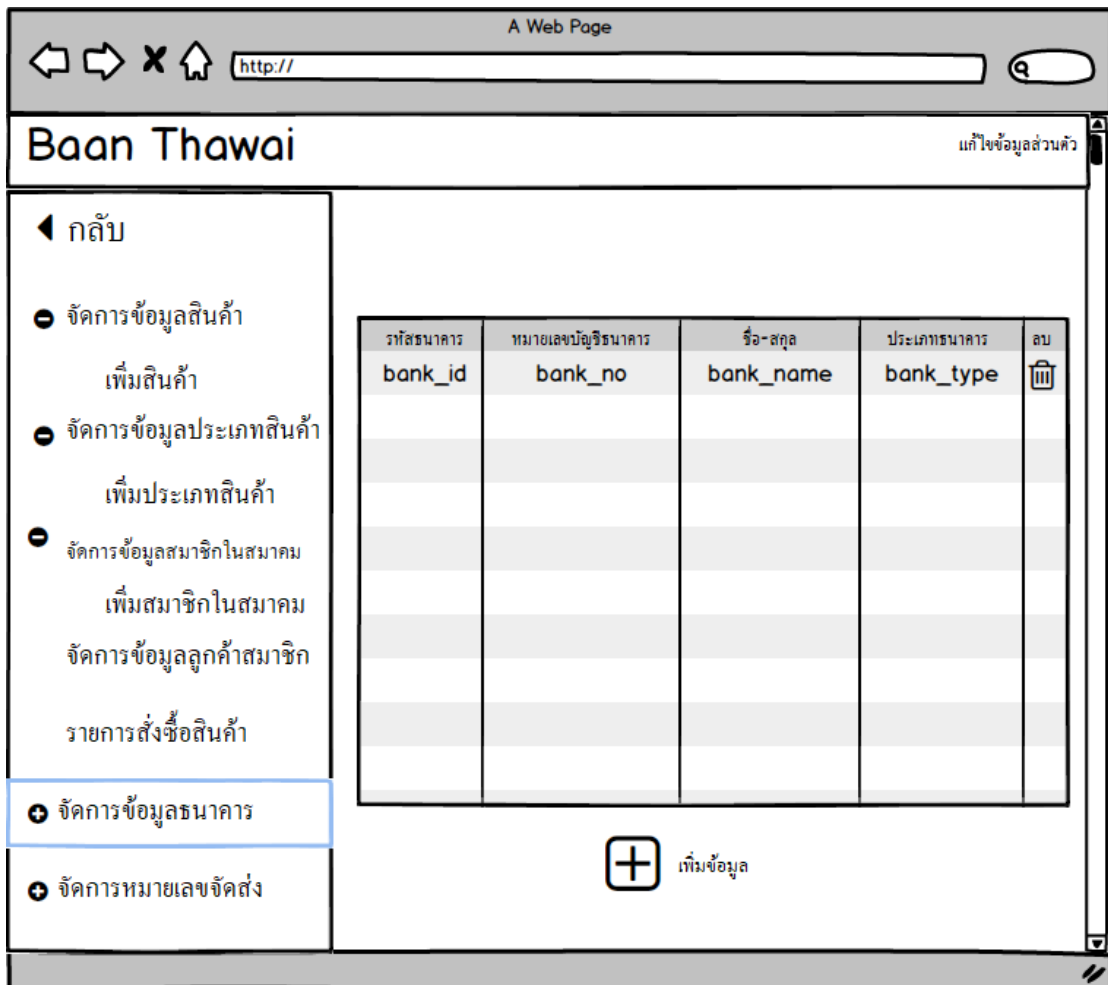 A Web Page
http://
Baan Thawai
แก้ไขข้อมูลส่วนตัว
กลับ
จัดการข้อมูลสินค้า
เพิ่มสินค้า
จัดการข้อมูลประเภทสินค้า
เพิ่มประเภทสินค้า
จัดการข้อมูลสมาชิกในสมาคม
เพิ่มสมาชิกในสมาคม
จัดการข้อมูลลูกค้าสมาชิก
รายการสั่งซื้อสินค้า
จัดการข้อมูลธนาคาร
จัดการหมายเลขจัดส่ง
รหัสธนาคาร หมายเลขบัญชีธนาคาร ชื่อ-สกุล ประเภทธนาคาร ลบ
bank_id bank_no bank_name bank_type
เพิ่มข้อมูล